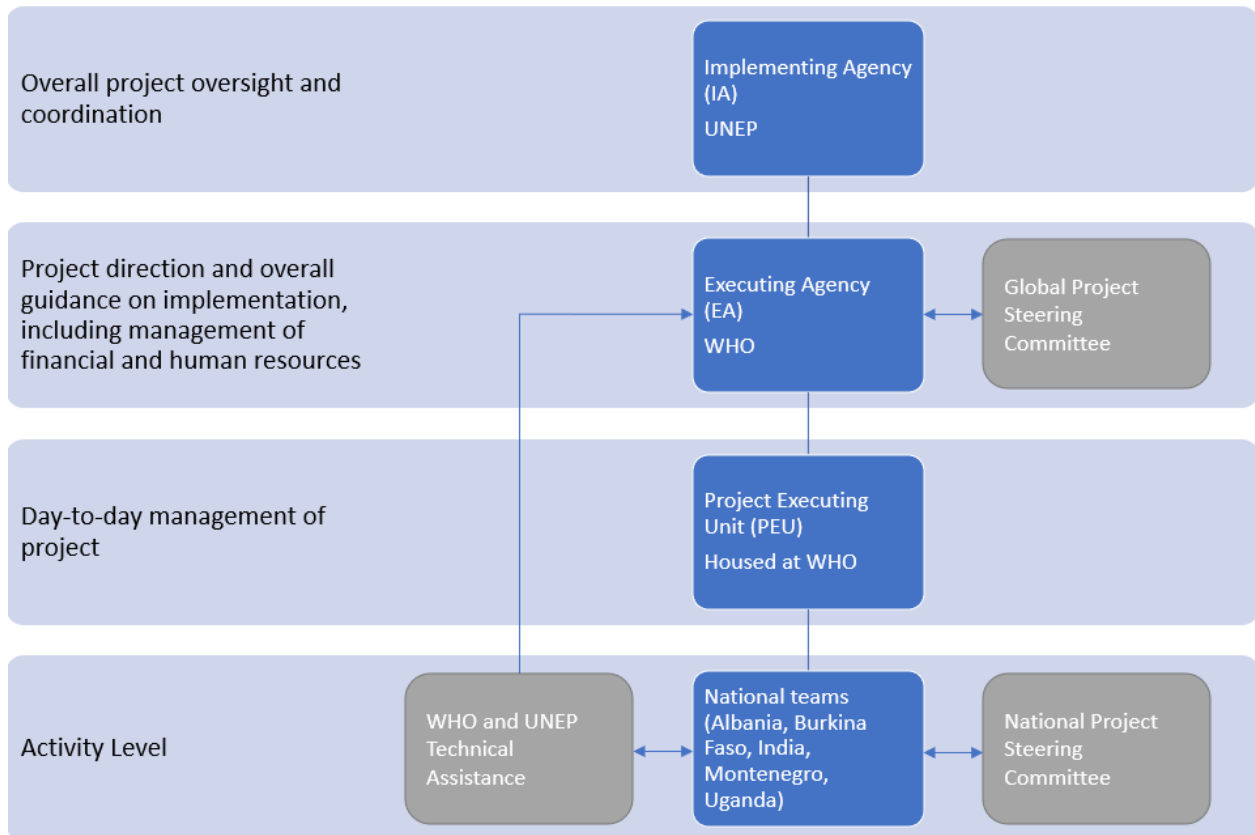 Overall project oversight and
coordination
Implementing Agency
(IA)
UNEP
Project direction and overall
guidance on implementation,
including management of
financial and human resources
Executing Agency
(EA)
WHO
Global Project
Steering
Committee
Day-to-day management of
project
Project Executing
Unit (PEU)
Housed at WHO
Activity Level
WHO and UNEP
Technical
Assistance
National teams
(Albania, Burkina
Faso, India,
Montenegro,
Uganda)
National Project
Steering
Committee